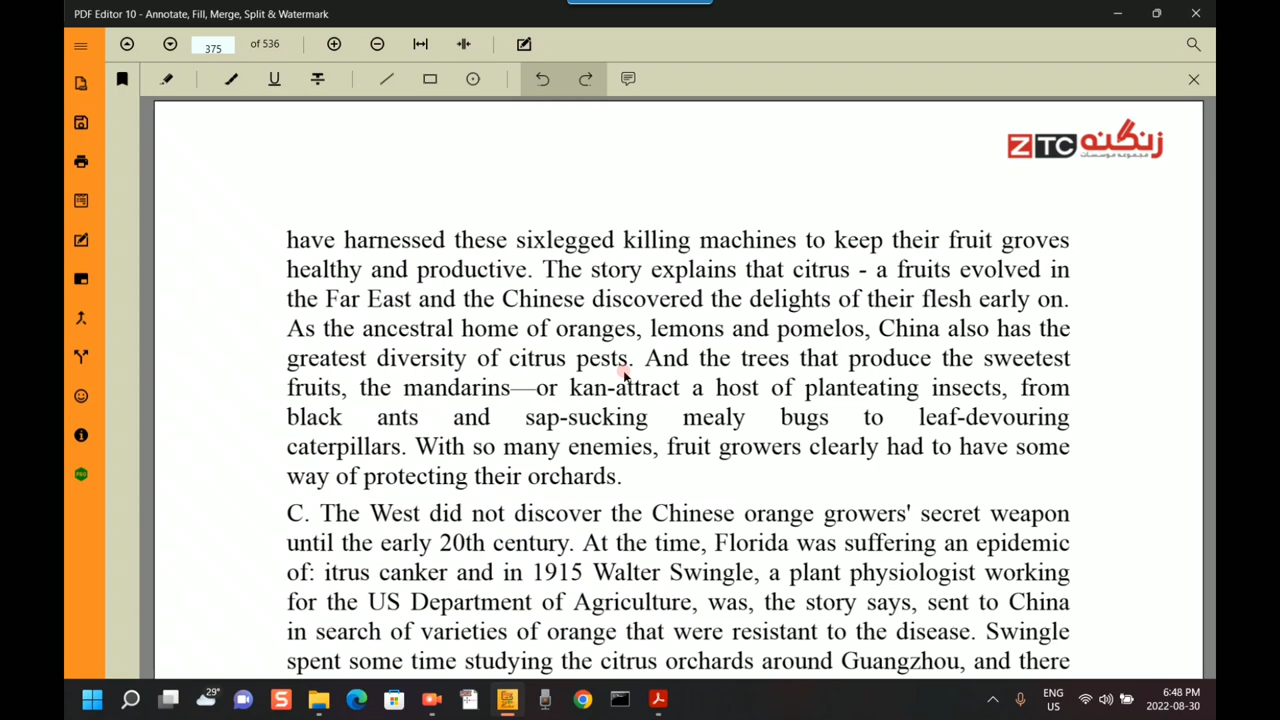 PDF Editor 10 - Annotate, Fill, Merge, Split & Watermark
375 of 536
ZTC زنگنه
مجموعه موسسات
have harnessed these sixlegged killing machines to keep their fruit groves
healthy and productive. The story explains that citrus - a fruits evolved in
the Far East and the Chinese discovered the delights of their flesh early on.
As the ancestral home of oranges, lemons and pomelos, China also has the
greatest diversity of citrus pests. And the trees that produce the sweetest
fruits, the mandarins—or kan-attract a host of planteating insects, from
black ants and sap-sucking mealy bugs to leaf-devouring
caterpillars. With so many enemies, fruit growers clearly had to have some
way of protecting their orchards.
C. The West did not discover the Chinese orange growers' secret weapon
until the early 20th century. At the time, Florida was suffering an epidemic
of: itrus canker and in 1915 Walter Swingle, a plant physiologist working
for the US Department of Agriculture, was, the story says, sent to China
in search of varieties of orange that were resistant to the disease. Swingle
spent some time studying the citrus orchards around Guangzhou, and there
PRO
29°
ENG
US
6:48 PM
2022-08-30